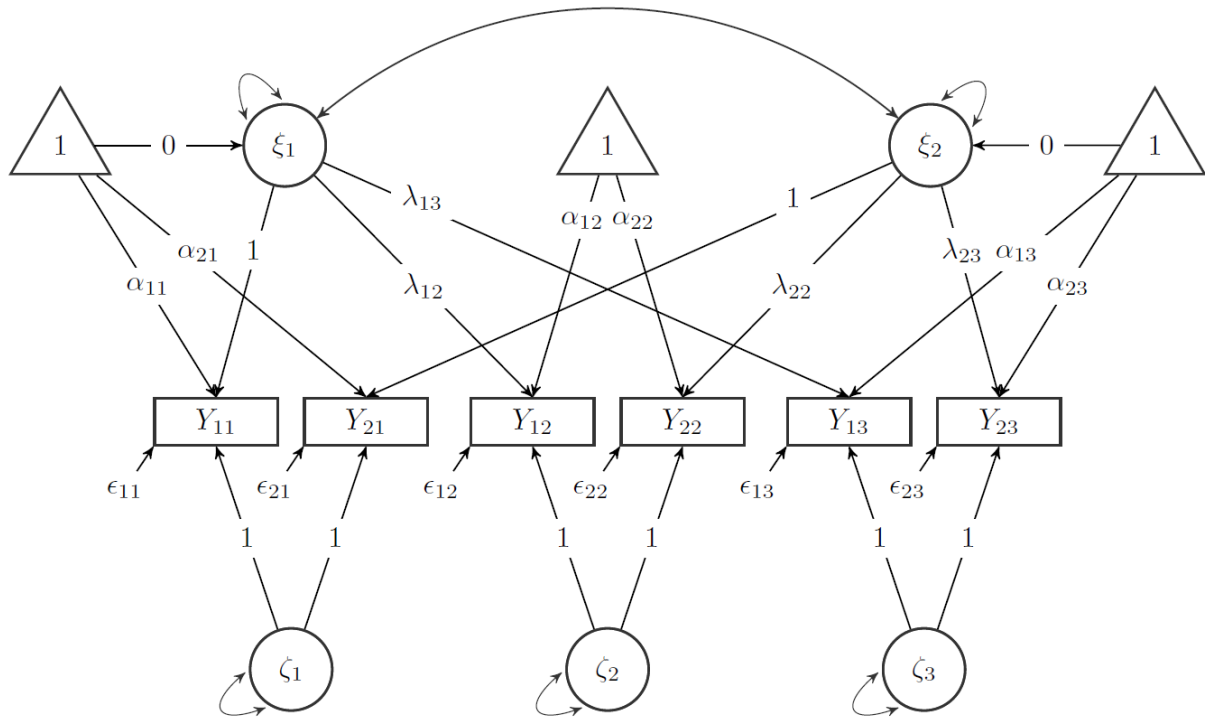 1 0 ξ₁ 1 ξ₂ 0 1
λ₁₃ 1
α₁₂ α₂₂
α₂₁ 1 λ₂₃ α₁₃
α₁₁ λ₁₂ λ₂₂ α₂₃
Y₁₁ Y₂₁ Y₁₂ Y₂₂ Y₁₃ Y₂₃
ϵ₁₁ ϵ₂₁ ϵ₁₂ ϵ₂₂ ϵ₁₃ ϵ₂₃
1 1 1 1 1 1
ζ₁ ζ₂ ζ₃